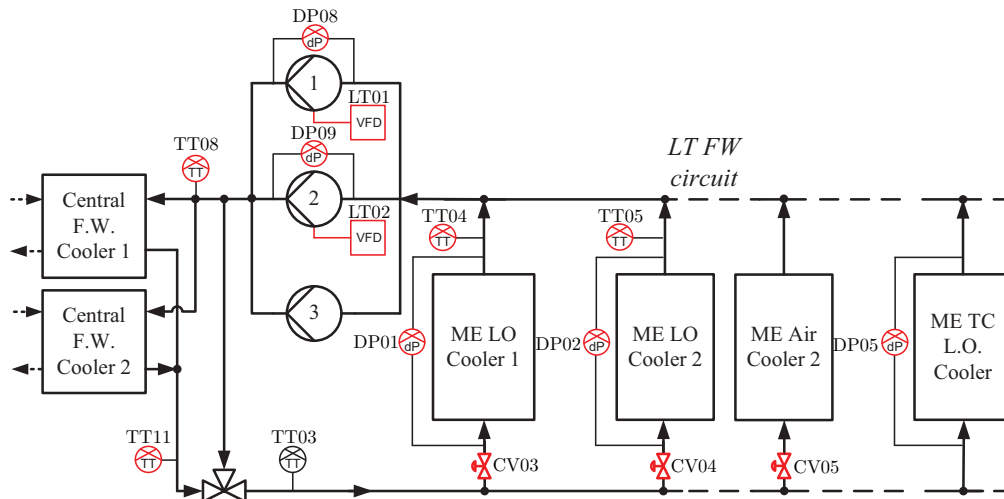 DP08
dP
1
LT01
VFD
DP09
dP
TT08
TT
2
LT02
VFD
LT FW
circuit
Central
F.W.
Cooler 1
TT04
TT
TT05
TT
Central
F.W.
Cooler 2
3
DP01
dP
ME LO
Cooler 1
DP02
dP
ME LO
Cooler 2
ME Air
Cooler 2
DP05
dP
ME TC
L.O.
Cooler
TT11
TT
TT03
TT
CV03
CV04
CV05